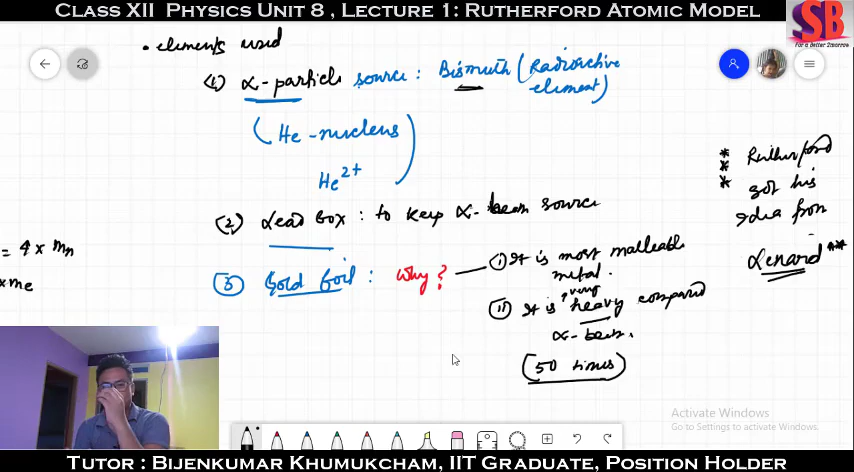 CLASS XII PHYSICS UNIT 8 , LECTURE 1: RUTHERFORD ATOMIC MODEL
SB
For a Better 2morrow
• elements used
(1) α-particle source : Bismuth (Radioactive element)
(He-nucleus
He2+)
(2) Lead box : to keep α-beam source
= 4 x mn
x me
(3) Gold foil : Why?
(i) It is most malleable
metal.
(ii) It is very heavy compared
α-beam.
(50 times)
* Rutherford
* got his
* idea from
Lenard **
Activate Windows
Go to Settings to activate Windows.
TUTOR : BIJENKUMAR KHUMUKCHAM, IIT GRADUATE, POSITION HOLDER